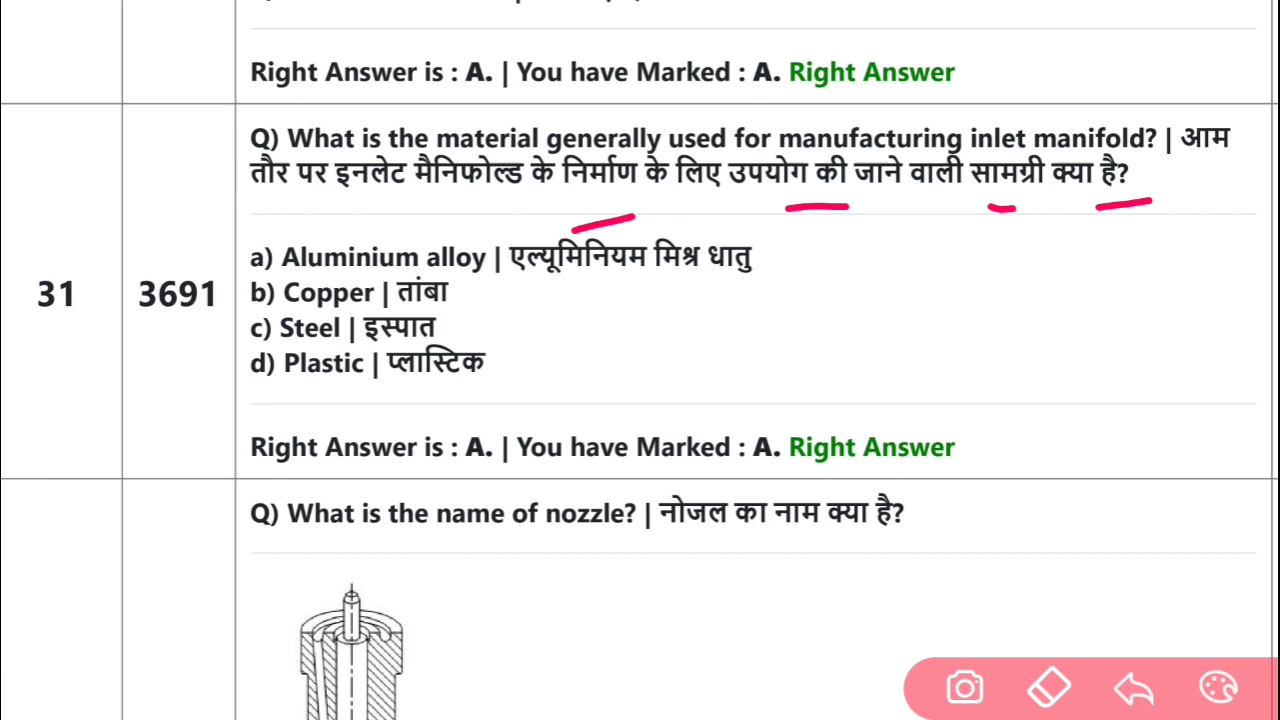 Right Answer is : A. | You have Marked : A. Right Answer
Q) What is the material generally used for manufacturing inlet manifold? | आम
तौर पर इनलेट मैनिफोल्ड के निर्माण के लिए उपयोग की जाने वाली सामग्री क्या है?
31
3691
a) Aluminium alloy | एल्यूमिनियम मिश्र धातु
b) Copper | तांबा
c) Steel | इस्पात
d) Plastic | प्लास्टिक
Right Answer is : A. | You have Marked : A. Right Answer
Q) What is the name of nozzle? | नोजल का नाम क्या है?